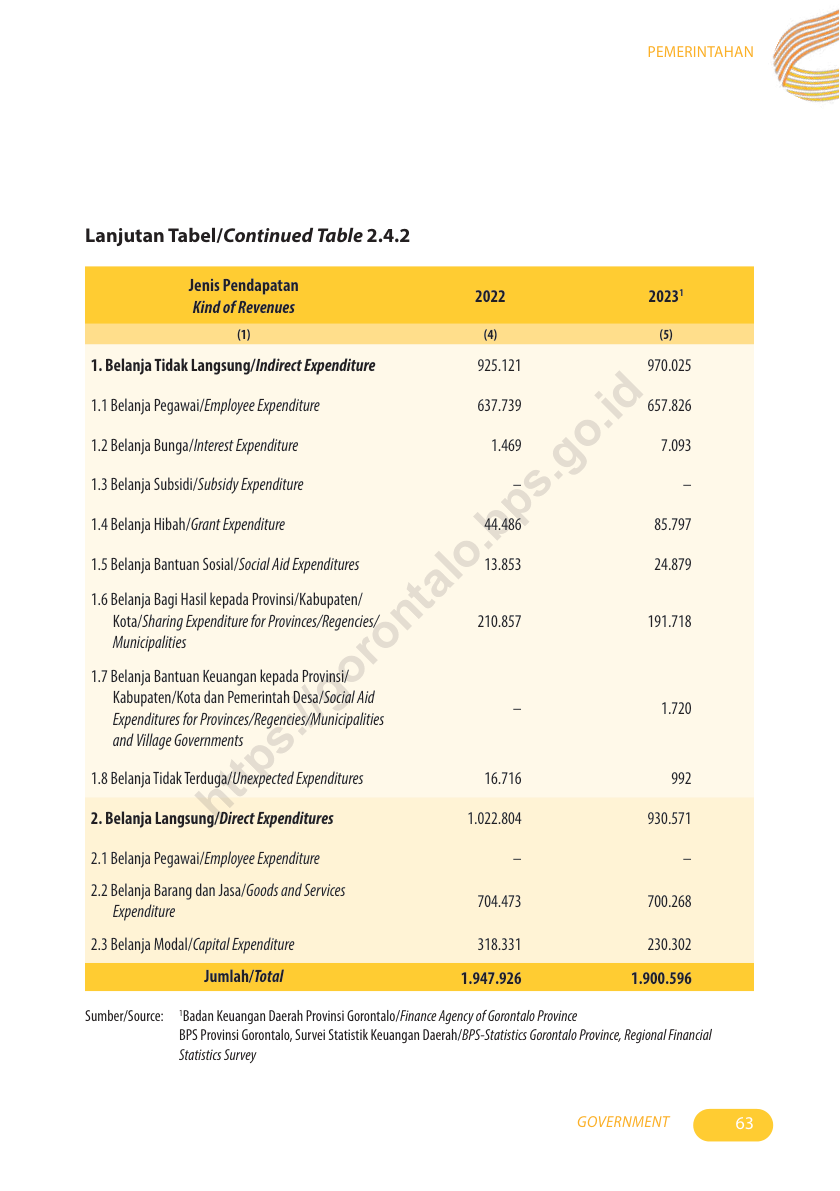 PEMERINTAHAN
Lanjutan Tabel/Continued Table 2.4.2
Jenis Pendapatan
Kind of Revenues
2022
2023¹
(1)
(4)
(5)
1. Belanja Tidak Langsung/Indirect Expenditure 925.121 970.025
1.1 Belanja Pegawai/Employee Expenditure 637.739 657.826
1.2 Belanja Bunga/Interest Expenditure 1.469 7.093
1.3 Belanja Subsidi/Subsidy Expenditure – –
1.4 Belanja Hibah/Grant Expenditure 44.486 85.797
1.5 Belanja Bantuan Sosial/Social Aid Expenditures 13.853 24.879
1.6 Belanja Bagi Hasil kepada Provinsi/Kabupaten/
Kota/Sharing Expenditure for Provinces/Regencies/ 210.857 191.718
Municipalities
1.7 Belanja Bantuan Keuangan kepada Provinsi/
Kabupaten/Kota dan Pemerintah Desa/Social Aid
Expenditures for Provinces/Regencies/Municipalities – 1.720
and Village Governments
1.8 Belanja Tidak Terduga/Unexpected Expenditures 16.716 992
2. Belanja Langsung/Direct Expenditures 1.022.804 930.571
2.1 Belanja Pegawai/Employee Expenditure – –
2.2 Belanja Barang dan Jasa/Goods and Services
Expenditure 704.473 700.268
2.3 Belanja Modal/Capital Expenditure 318.331 230.302
Jumlah/Total 1.947.926 1.900.596
Sumber/Source: ¹Badan Keuangan Daerah Provinsi Gorontalo/Finance Agency of Gorontalo Province
BPS Provinsi Gorontalo, Survei Statistik Keuangan Daerah/BPS-Statistics Gorontalo Province, Regional Financial
Statistics Survey
https://gorontalo.bps.go.id
GOVERNMENT 63